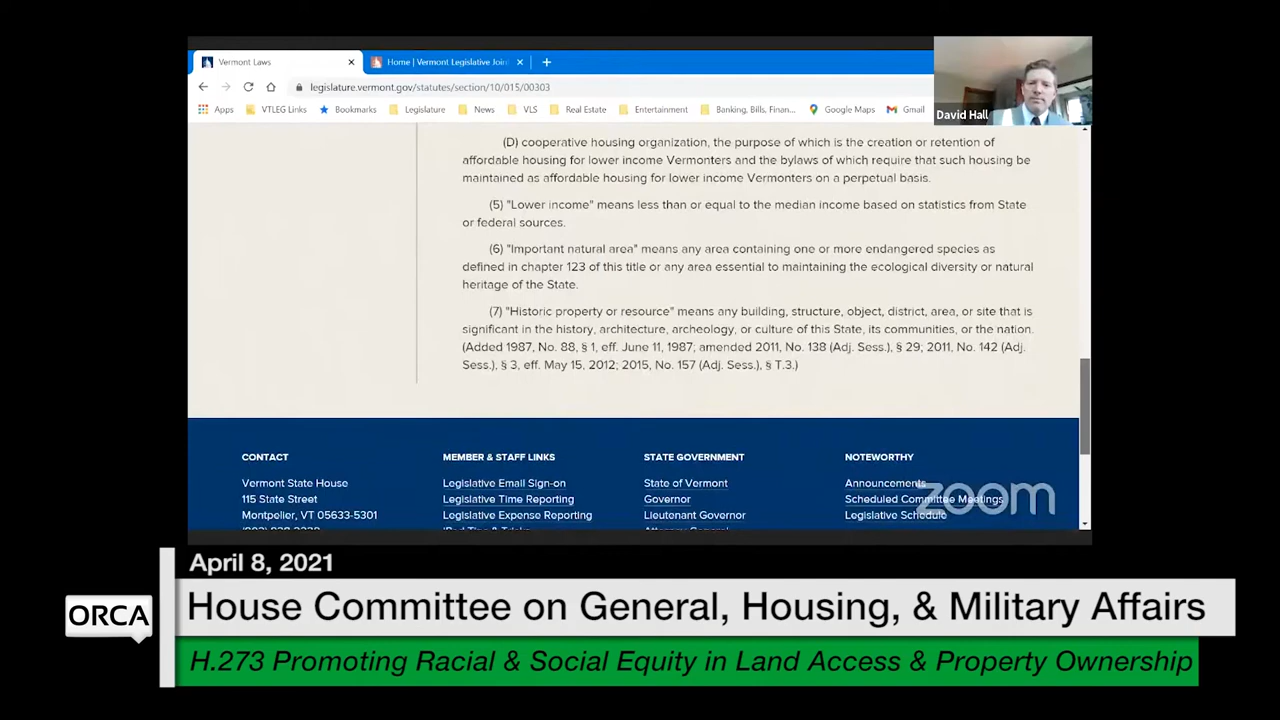 Vermont Laws
Home | Vermont Legislative Join
legislature.vermont.gov/statutes/section/10/015/00303
Apps VTLEG Links Bookmarks Legislature News VLS Real Estate Entertainment Banking, Bills, Finan... Google Maps Gmail
David Hall
(D) cooperative housing organization, the purpose of which is the creation or retention of
affordable housing for lower income Vermonters and the bylaws of which require that such housing be
maintained as affordable housing for lower income Vermonters on a perpetual basis.
(5) "Lower income" means less than or equal to the median income based on statistics from State
or federal sources.
(6) "Important natural area" means any area containing one or more endangered species as
defined in chapter 123 of this title or any area essential to maintaining the ecological diversity or natural
heritage of the State.
(7) "Historic property or resource" means any building, structure, object, district, area, or site that is
significant in the history, architecture, archeology, or culture of this State, its communities, or the nation.
(Added 1987, No. 88, § 1, eff. June 11, 1987; amended 2011, No. 138 (Adj. Sess.), § 29; 2011, No. 142 (Adj.
Sess.), § 3, eff. May 15, 2012; 2015, No. 157 (Adj. Sess.), § T.3.)
CONTACT
Vermont State House
115 State Street
Montpelier, VT 05633-5301
MEMBER & STAFF LINKS
Legislative Email Sign-on
Legislative Time Reporting
Legislative Expense Reporting
STATE GOVERNMENT
State of Vermont
Governor
Lieutenant Governor
NOTEWORTHY
Announcements
Scheduled Committee Meetings
Legislative Schedule
zoom
April 8, 2021
ORCA
House Committee on General, Housing, & Military Affairs
H.273 Promoting Racial & Social Equity in Land Access & Property Ownership